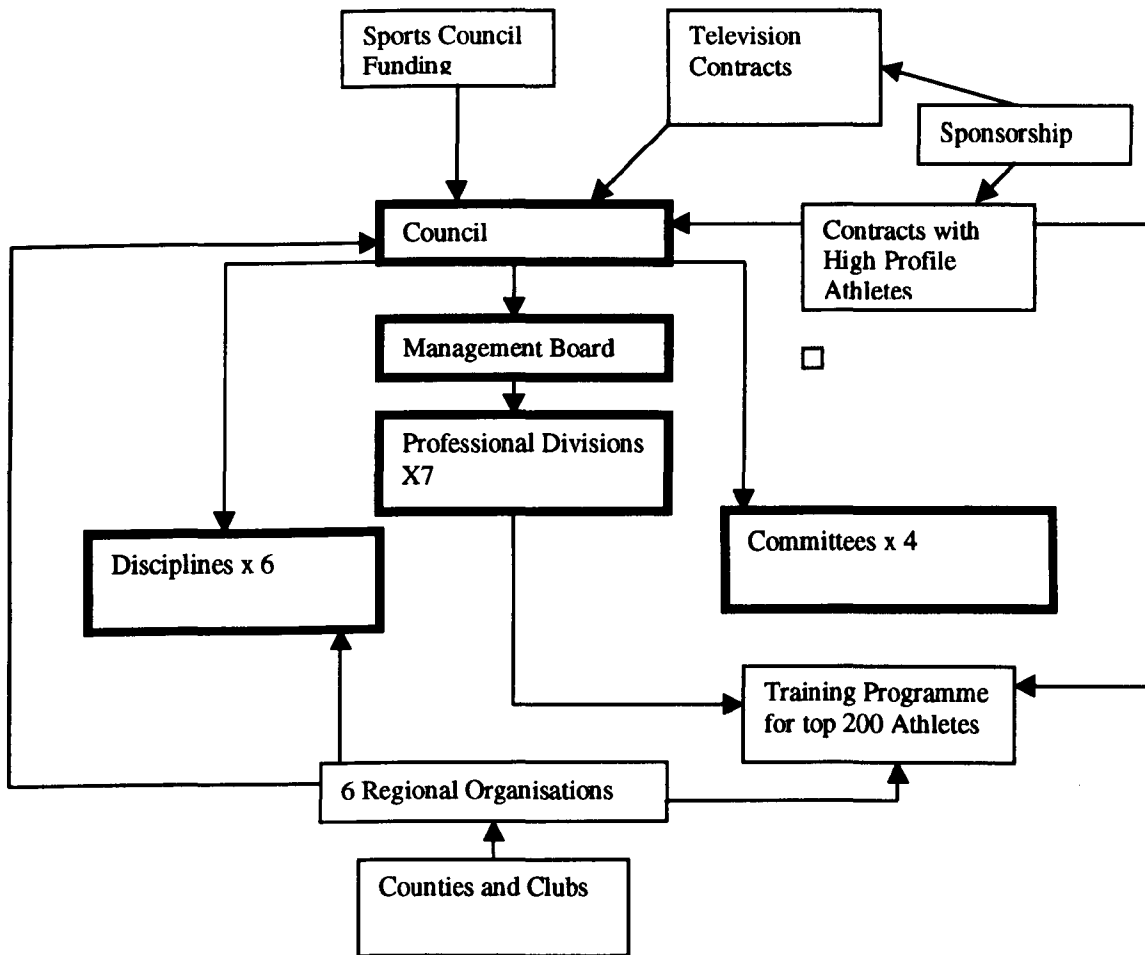 Sports Council
Funding
Television
Contracts
Sponsorship
Council
Contracts with
High Profile
Athletes
Management Board
Professional Divisions
X7
Disciplines x 6
Committees x 4
Training Programme
for top 200 Athletes
6 Regional Organisations
Counties and Clubs